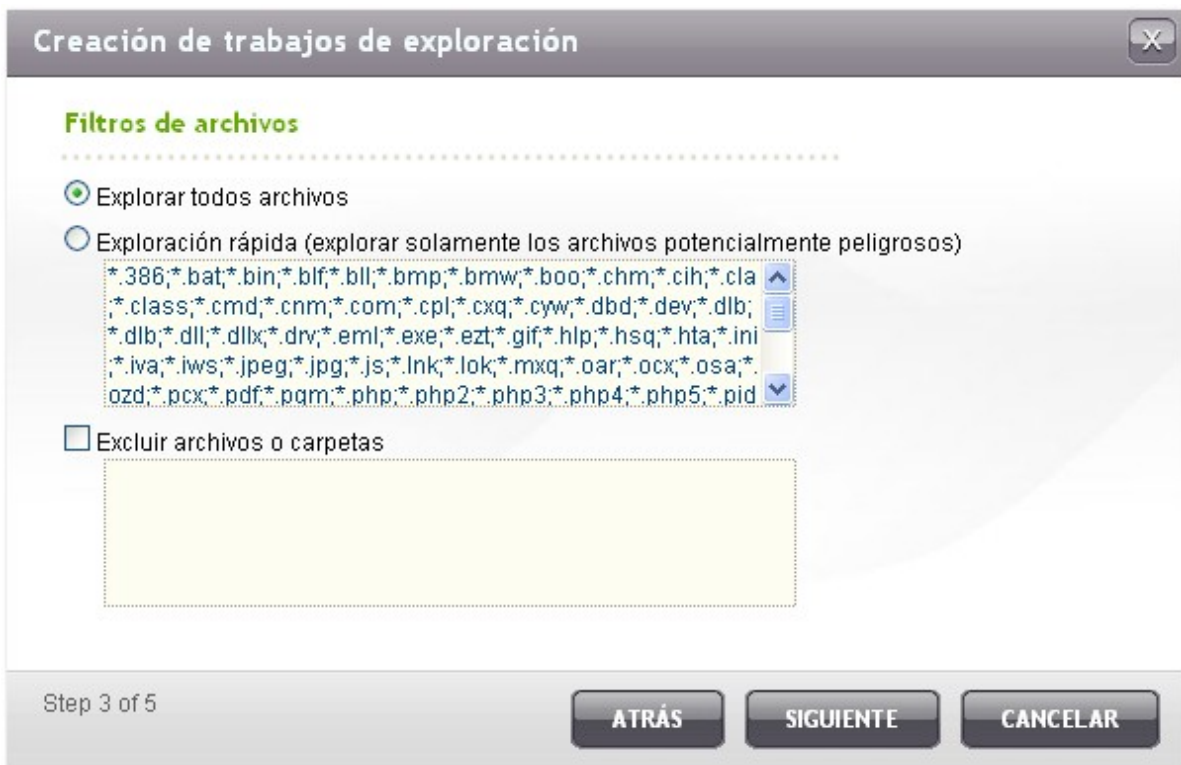 Creación de trabajos de exploración
X
Filtros de archivos
Explorar todos archivos
Exploración rápida (explorar solamente los archivos potencialmente peligrosos)
*.386;*.bat;*.bin;*.blf;*.bll;*.bmp;*.bmw;*.boo;*.chm;*.cih;*.cla
;*.class;*.cmd;*.cnm;*.com;*.cpl;*.cxq;*.cyw;*.dbd;*.dev;*.dlb;
*.dlb;*.dll;*.dllx;*.drv;*.eml;*.exe;*.ezt;*.gif;*.hlp;*.hsq;*.hta;*.ini
;*.iva;*.iws;*.jpeg;*.jpg;*.js;*.lnk;*.lok;*.mxq;*.oar;*.ocx;*.osa;*.
ozd;*.pcx;*.pdf;*.pgm;*.php;*.php2;*.php3;*.php4;*.php5;*.pid
Excluir archivos o carpetas
Step 3 of 5
ATRÁS
SIGUIENTE
CANCELAR